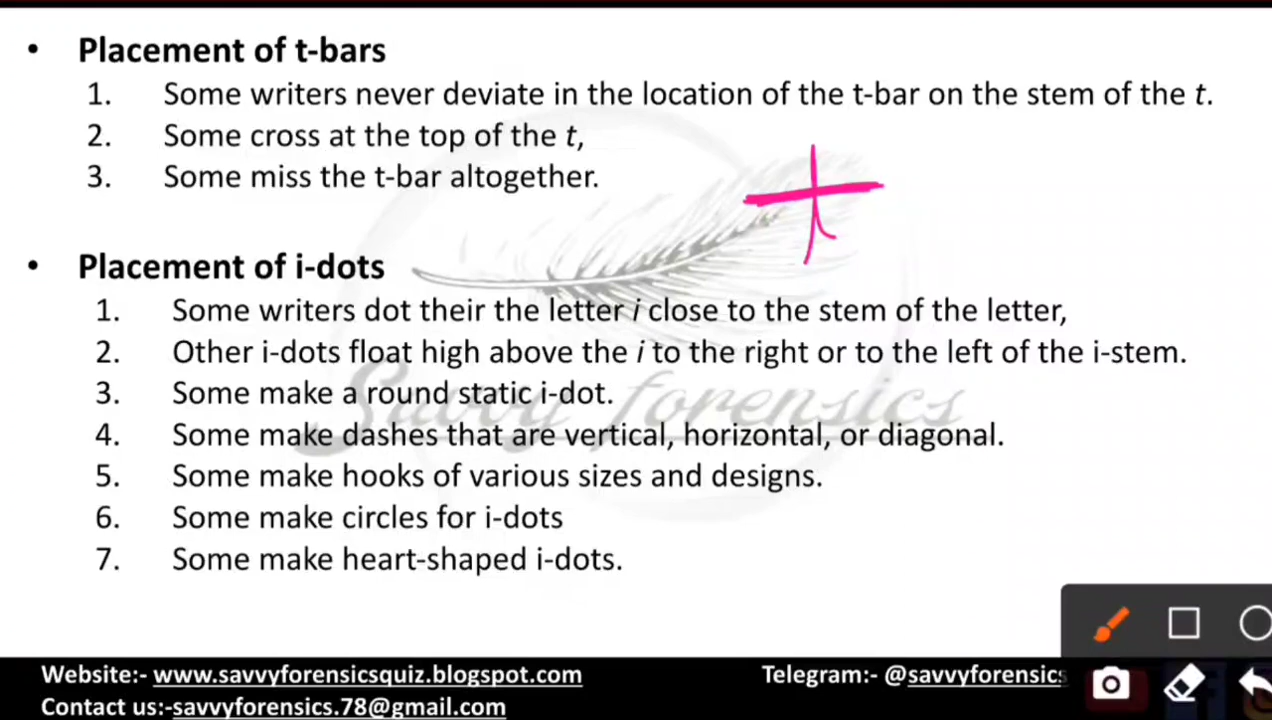 • Placement of t-bars
1. Some writers never deviate in the location of the t-bar on the stem of the t.
2. Some cross at the top of the t,
3. Some miss the t-bar altogether.
t
• Placement of i-dots
1. Some writers dot their the letter i close to the stem of the letter,
2. Other i-dots float high above the i to the right or to the left of the i-stem.
3. Some make a round static i-dot.
Savvy forensics
4. Some make dashes that are vertical, horizontal, or diagonal.
5. Some make hooks of various sizes and designs.
6. Some make circles for i-dots
7. Some make heart-shaped i-dots.
Website:- www.savvyforensicsquiz.blogspot.com Telegram:- @savvyforensics
Contact us:-savvyforensics.78@gmail.com